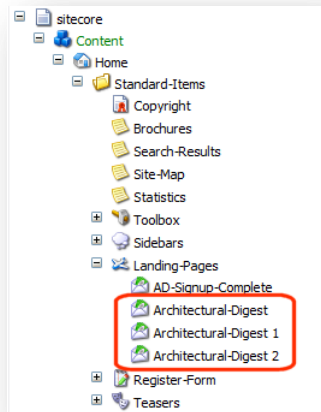 sitecore
Content
Home
Standard-Items
Copyright
Brochures
Search-Results
Site-Map
Statistics
Toolbox
Sidebars
Landing-Pages
AD-Signup-Complete
Architectural-Digest
Architectural-Digest 1
Architectural-Digest 2
Register-Form
Teasers